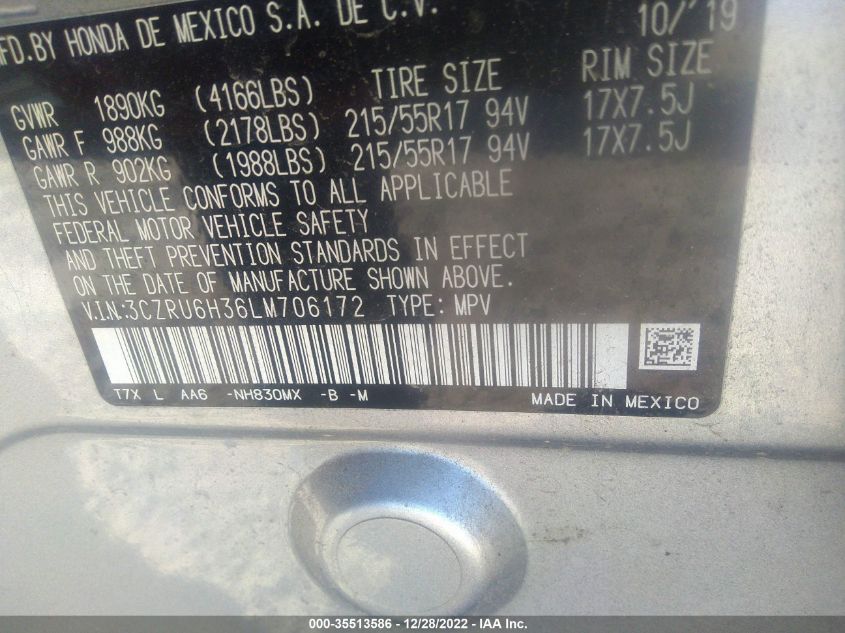 MFD.BY HONDA DE MEXICO S.A. DE C.V. 10/'19
GVWR 1890KG (4166LBS) TIRE SIZE RIM SIZE
GAWR F 988KG (2178LBS) 215/55R17 94V 17X7.5J
GAWR R 902KG (1988LBS) 215/55R17 94V 17X7.5J
THIS VEHICLE CONFORMS TO ALL APPLICABLE
FEDERAL MOTOR VEHICLE SAFETY
AND THEFT PREVENTION STANDARDS IN EFFECT
ON THE DATE OF MANUFACTURE SHOWN ABOVE.
V.I.N.:3CZRU6H36LM706172 TYPE: MPV
T7X L AA6 -NH830MX -B -M MADE IN MEXICO
000-35513586 - 12/28/2022 - IAA Inc.